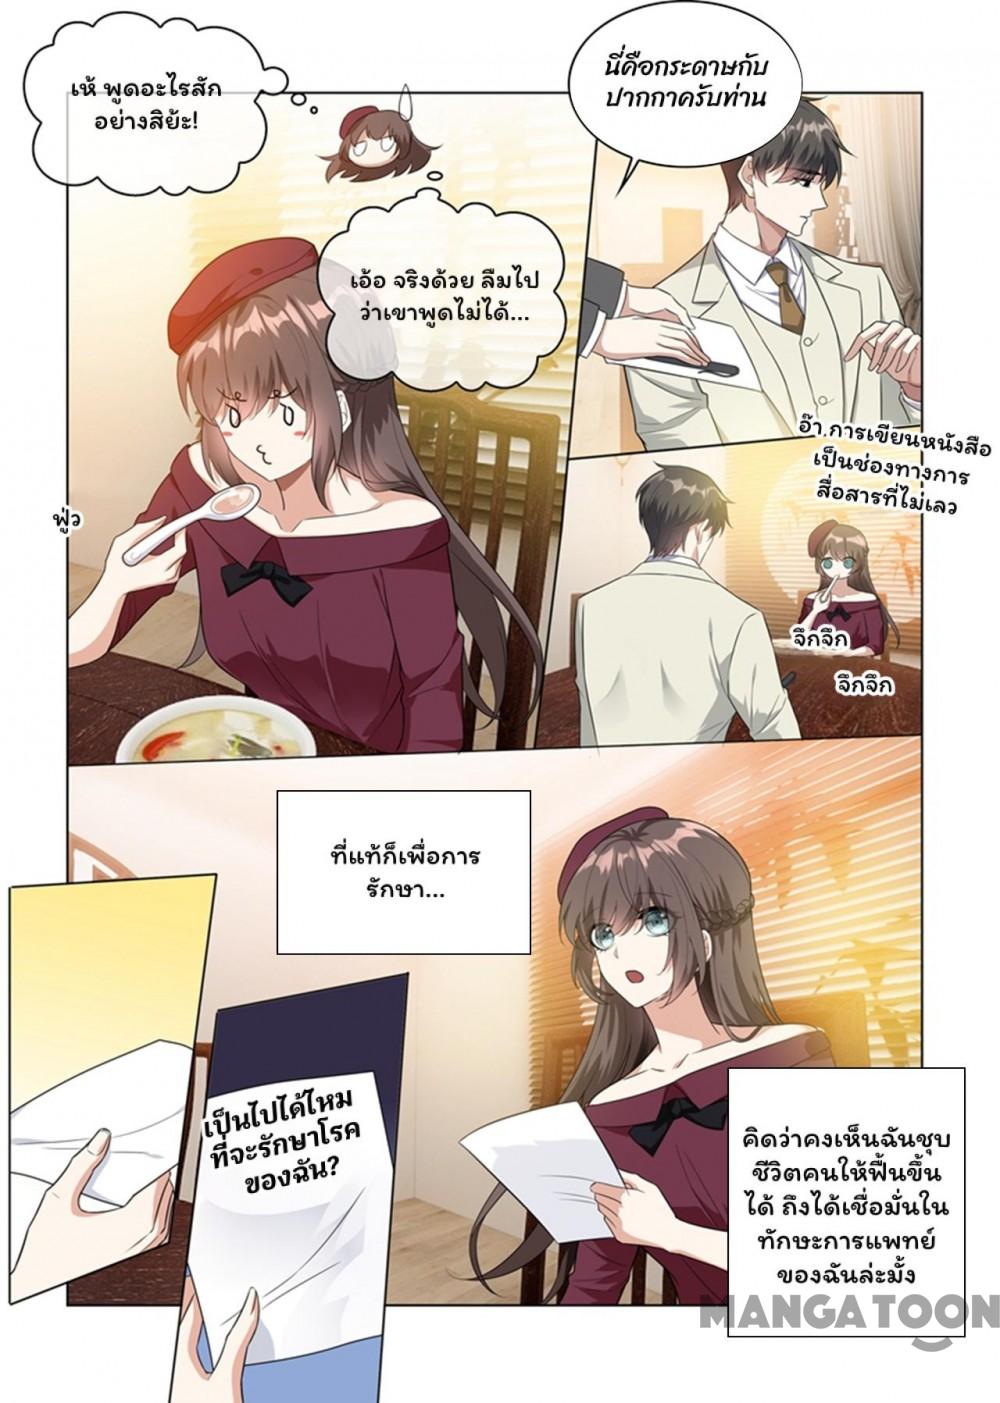 เห้ พูดอะไรสัก
อย่างสิย้ะ!
เอ้อ จริงด้วย ลืมไป
ว่าเขาพูดไม่ได้...
ฟู่ว
นี่คือกระดาษกับ
ปากกาครับท่าน
อ๊า การเขียนหนังสือ
เป็นช่องทางการ
สื่อสารที่ไม่เลว
จึกจึก
จึกจึก
ที่แท้ก็เพื่อการ
รักษา...
เป็นไปได้ไหม
ที่จะรักษาโรค
ของฉัน?
คิดว่าคงเห็นฉันชุบ
ชีวิตคนให้ฟื้นขึ้น
ได้ ถึงได้เชื่อมั่นใน
ทักษะการแพทย์
ของฉันล่ะมั้ง
MANGATOON